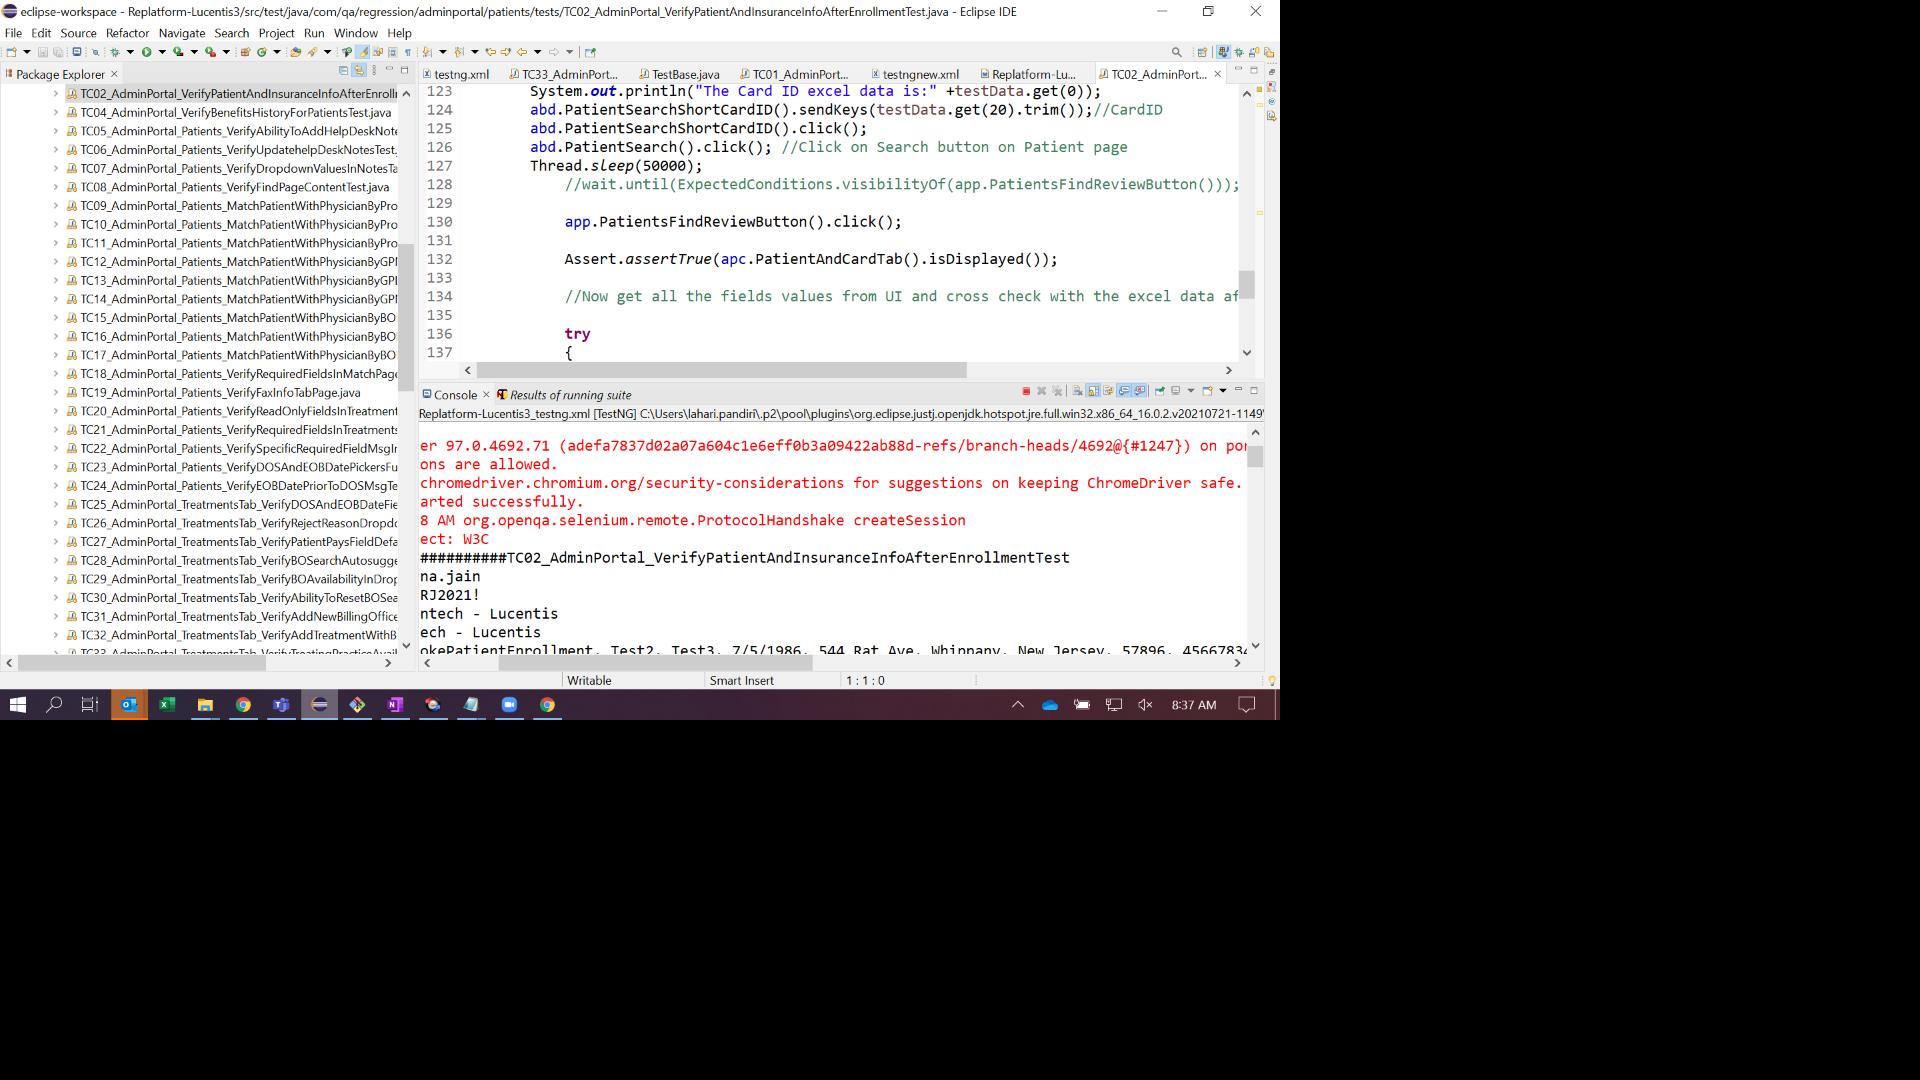 eclipse-workspace - Replatform-Lucentis3/src/test/java/com/qa/regression/adminportal/patients/tests/TC02_AdminPortal_VerifyPatientAndInsuranceInfoAfterEnrollmentTest.java - Eclipse IDE
File Edit Source Refactor Navigate Search Project Run Window Help
Package Explorer
TC02_AdminPortal_VerifyPatientAndInsuranceInfoAfterEnroll
TC04_AdminPortal_VerifyBenefitsHistoryForPatientsTest.java
TC05_AdminPortal_Patients_VerifyAbilityToAddHelpDeskNote
TC06_AdminPortal_Patients_VerifyUpdatehelpDeskNotesTest.
TC07_AdminPortal_Patients_VerifyDropdownValuesInNotesTa
TC08_AdminPortal_Patients_VerifyFindPageContentTest.java
TC09_AdminPortal_Patients_MatchPatientWithPhysicianByPro
TC10_AdminPortal_Patients_MatchPatientWithPhysicianByPro
TC11_AdminPortal_Patients_MatchPatientWithPhysicianByPro
TC12_AdminPortal_Patients_MatchPatientWithPhysicianByGPI
TC13_AdminPortal_Patients_MatchPatientWithPhysicianByGPI
TC14_AdminPortal_Patients_MatchPatientWithPhysicianByGPI
TC15_AdminPortal_Patients_MatchPatientWithPhysicianByBO
TC16_AdminPortal_Patients_MatchPatientWithPhysicianByBO
TC17_AdminPortal_Patients_MatchPatientWithPhysicianByBO
TC18_AdminPortal_Patients_VerifyRequiredFieldsInMatchPage
TC19_AdminPortal_Patients_VerifyFaxInfoTabPage.java
TC20_AdminPortal_Patients_VerifyReadOnlyFieldsInTreatment
TC21_AdminPortal_Patients_VerifyRequiredFieldsInTreatments
TC22_AdminPortal_Patients_VerifySpecificRequiredFieldMsgIr
TC23_AdminPortal_Patients_VerifyDOSAndEOBDatePickersFu
TC24_AdminPortal_Patients_VerifyEOBDatePriorToDOSMsgTe
TC25_AdminPortal_TreatmentsTab_VerifyDOSAndEOBDateFie
TC26_AdminPortal_TreatmentsTab_VerifyRejectReasonDropdo
TC27_AdminPortal_TreatmentsTab_VerifyPatientPaysFieldDefa
TC28_AdminPortal_TreatmentsTab_VerifyBOSearchAutosugge
TC29_AdminPortal_TreatmentsTab_VerifyBOAvailabilityInDrop
TC30_AdminPortal_TreatmentsTab_VerifyAbilityToResetBOSea
TC31_AdminPortal_TreatmentsTab_VerifyAddNewBillingOffice
TC32_AdminPortal_TreatmentsTab_VerifyAddTreatmentWithB
TC33_AdminPortal_TreatmentsTab_VerifyTreatingPracticeAvail
testng.xml TC33_AdminPort... TestBase.java TC01_AdminPort... testngnew.xml Replatform-Lu... TC02_AdminPort...
123 System.out.println("The Card ID excel data is:" +testData.get(0));
124 abd.PatientSearchShortCardID().sendKeys(testData.get(20).trim());//CardID
125 abd.PatientSearchShortCardID().click();
126 abd.PatientSearch().click(); //Click on Search button on Patient page
127 Thread.sleep(50000);
128 //wait.until(ExpectedConditions.visibilityOf(app.PatientsFindReviewButton()));
129
130 app.PatientsFindReviewButton().click();
131
132 Assert.assertTrue(apc.PatientAndCardTab().isDisplayed());
133
134 //Now get all the fields values from UI and cross check with the excel data af
135
136 try
137 {
Console Results of running suite
Replatform-Lucentis3_testng.xml [TestNG] C:\Users\lahari.pandiri\.p2\pool\plugins\org.eclipse.justj.openjdk.hotspot.jre.full.win32.x86_64_16.0.2.v20210721-1149
er 97.0.4692.71 (adefa7837d02a07a604c1e6eff0b3a09422ab88d-refs/branch-heads/4692@{#1247}) on por
ons are allowed.
chromedriver.chromium.org/security-considerations for suggestions on keeping ChromeDriver safe.
arted successfully.
8 AM org.openqa.selenium.remote.ProtocolHandshake createSession
ect: W3C
##########TC02_AdminPortal_VerifyPatientAndInsuranceInfoAfterEnrollmentTest
na.jain
RJ2021!
ntech - Lucentis
ech - Lucentis
okePatientEnrollment, Test2, Test3, 7/5/1986, 544 Rat Ave, Whippany, New Jersey, 57896, 45667834
Writable Smart Insert 1 : 1 : 0
8:37 AM